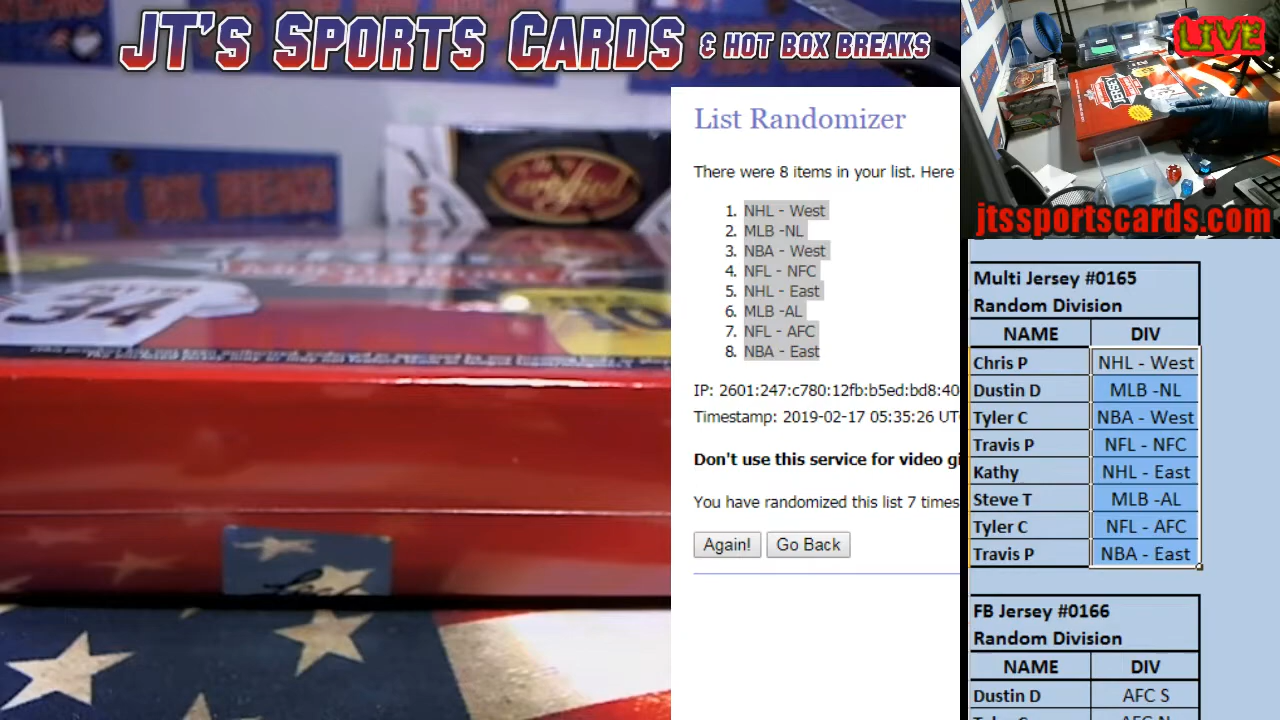 JT's Sports Cards & Hot Box Breaks
LIVE
jtssportscards.com
List Randomizer
There were 8 items in your list. Here
1. NHL - West
2. MLB -NL
3. NBA - West
4. NFL - NFC
5. NHL - East
6. MLB -AL
7. NFL - AFC
8. NBA - East
IP: 2601:247:c780:12fb:b5ed:bd8:40
Timestamp: 2019-02-17 05:35:26 UT
Don't use this service for video gi
You have randomized this list 7 times
Again! Go Back
Multi Jersey #0165
Random Division
NAME DIV
Chris P NHL - West
Dustin D MLB -NL
Tyler C NBA - West
Travis P NFL - NFC
Kathy NHL - East
Steve T MLB -AL
Tyler C NFL - AFC
Travis P NBA - East
FB Jersey #0166
Random Division
NAME DIV
Dustin D AFC S
certified
34
10
JERSEY